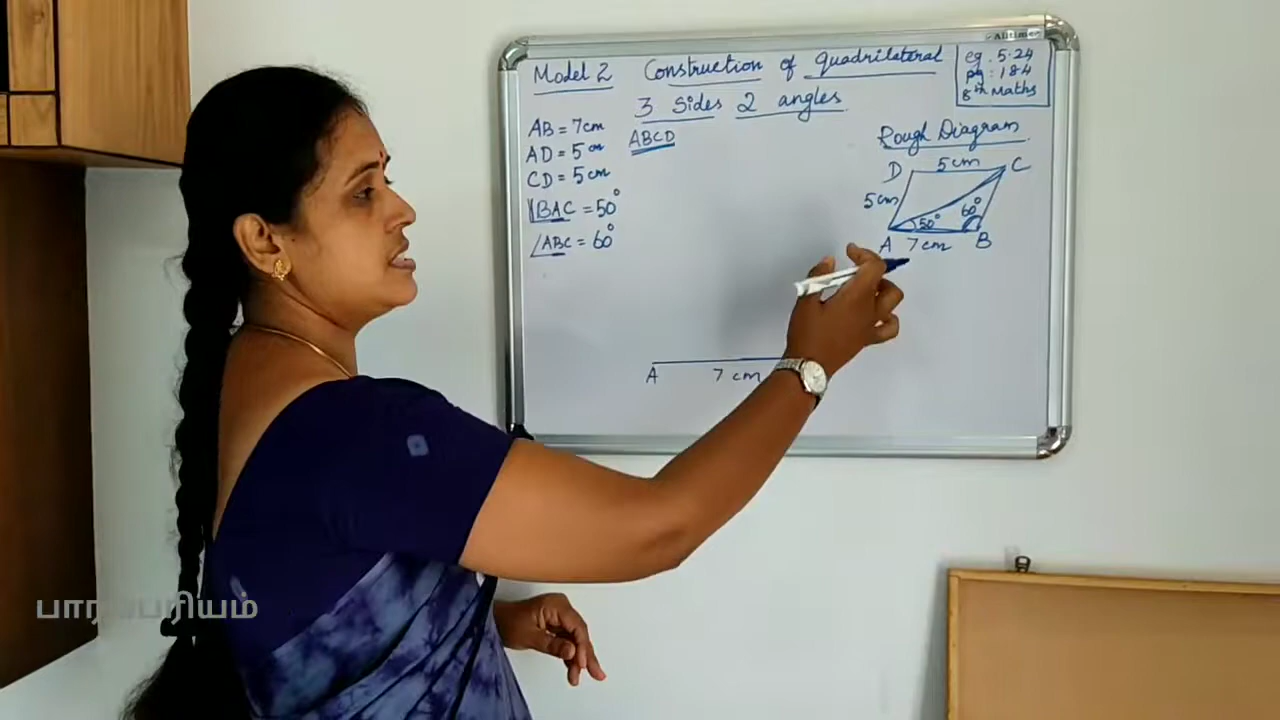 Model 2 Construction of quadrilateral
3 Sides 2 angles
eg. 5.24
pg: 184
8th Maths
AB = 7cm
AD = 5 cm
CD = 5 cm
∠BAC = 50°
∠ABC = 60°
ABCD
Rough Diagram
D 5cm C
5cm
50° 60°
A 7cm B
A 7 cm
பாரம்பரியம்